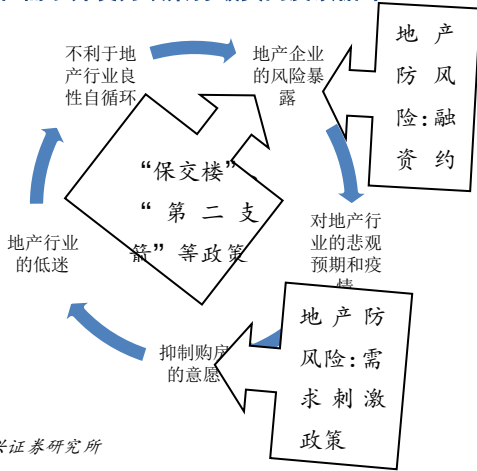 不利于地
产行业良
性自循环
地产企业
的风险暴
露
地产
防风
险:融
资约
“保交楼”、
“第二支
箭”等政策
对地产行
业的悲观
预期和疫
情
地产行业
的低迷
抑制购房
的意愿
地产防
风险:需
求刺激
政策
证券研究所